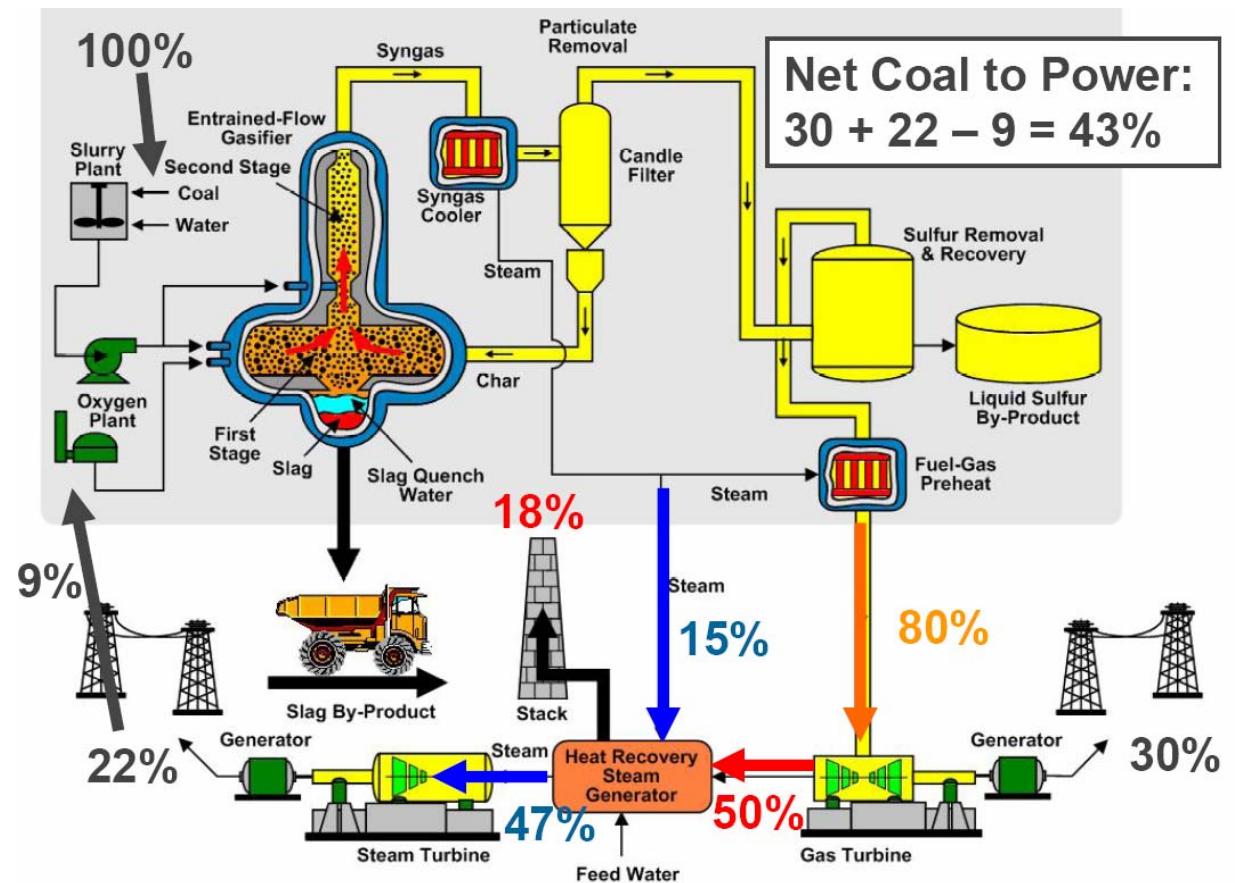 100%
Syngas
Particulate
Removal
Net Coal to Power:
30 + 22 – 9 = 43%
Entrained-Flow
Gasifier
Second Stage
Slurry
Plant
Coal
Water
Syngas
Cooler
Candle
Filter
Steam
Sulfur Removal
& Recovery
Char
Oxygen
Plant
First
Stage
Slag
Slag Quench
Water
Liquid Sulfur
By-Product
Fuel-Gas
Preheat
Steam
18%
9%
Steam
15%
80%
Slag By-Product
Stack
22%
Generator
Steam
Heat Recovery
Steam
Generator
Generator
30%
47%
50%
Steam Turbine
Gas Turbine
Feed Water